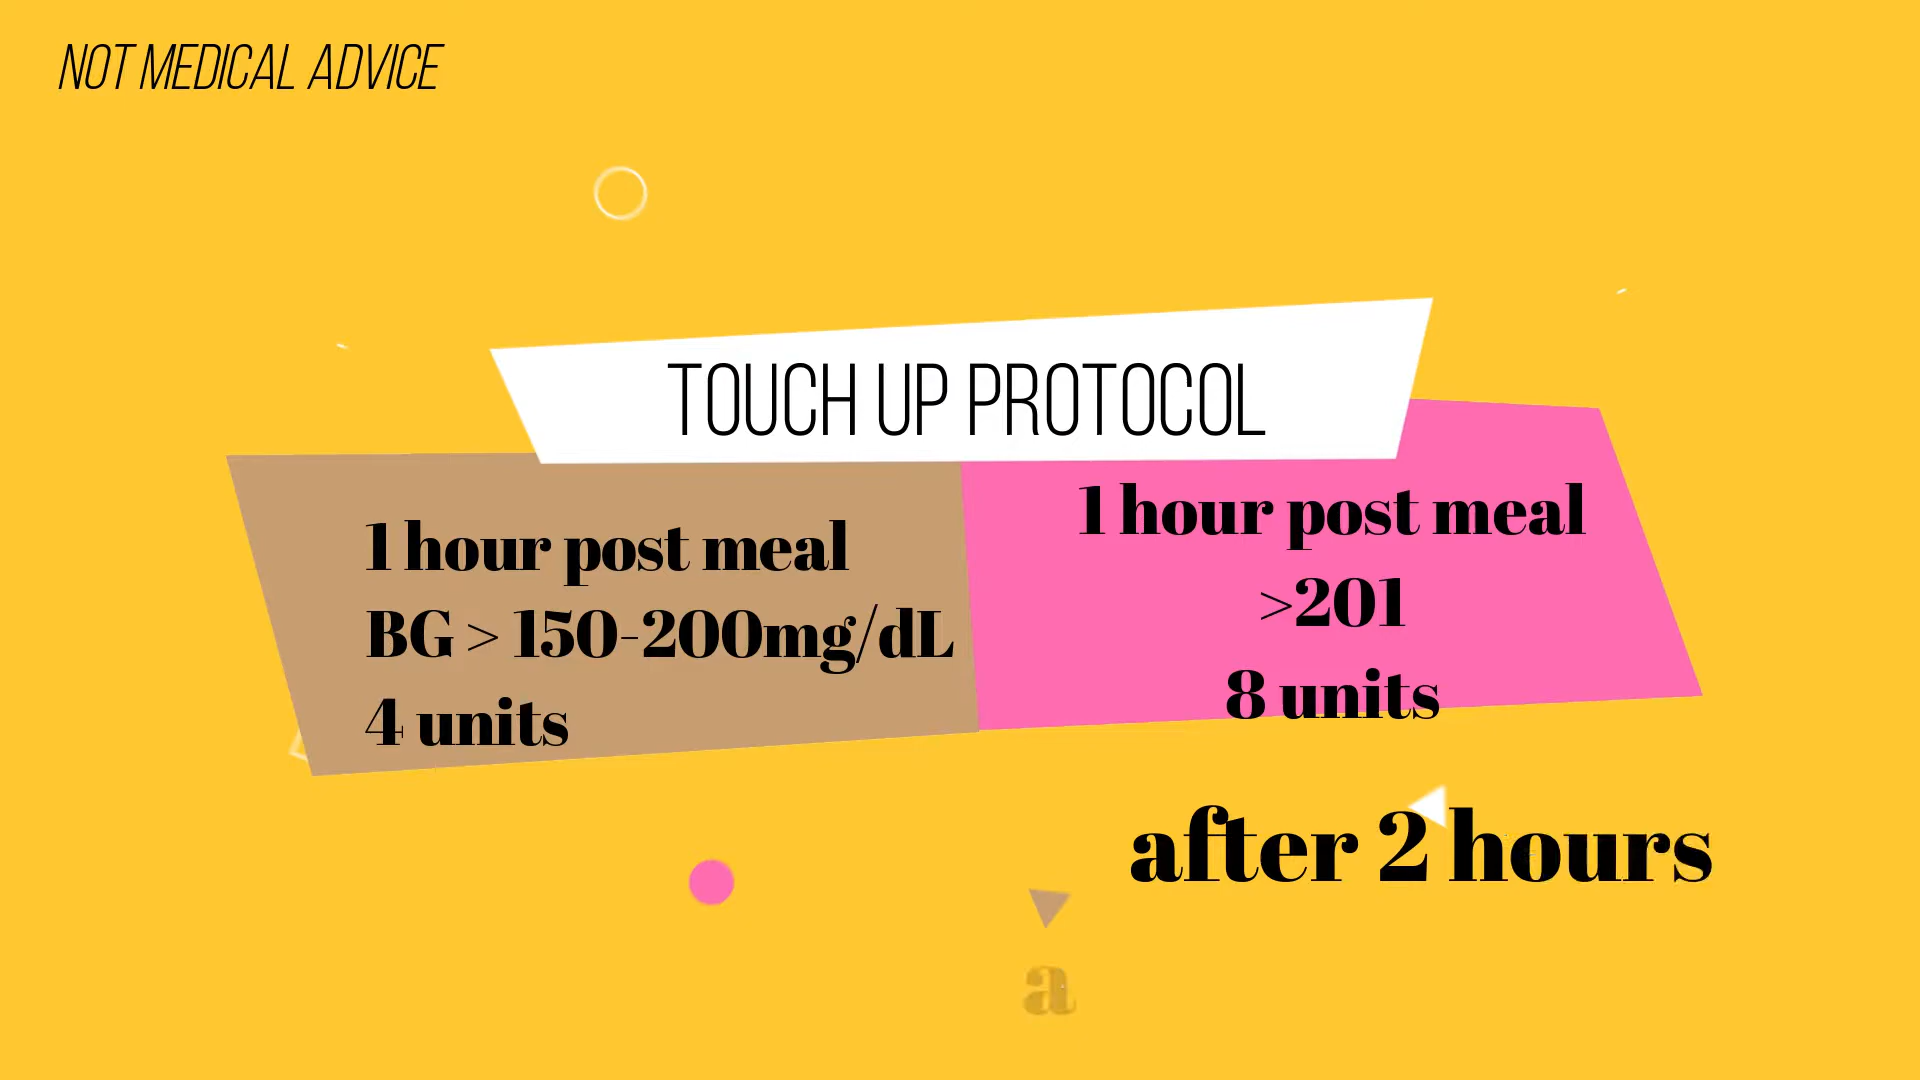 NOT MEDICAL ADVICE
TOUCH UP PROTOCOL
1 hour post meal
BG > 150-200mg/dL
4 units
1 hour post meal
>201
8 units
after 2 hours
a